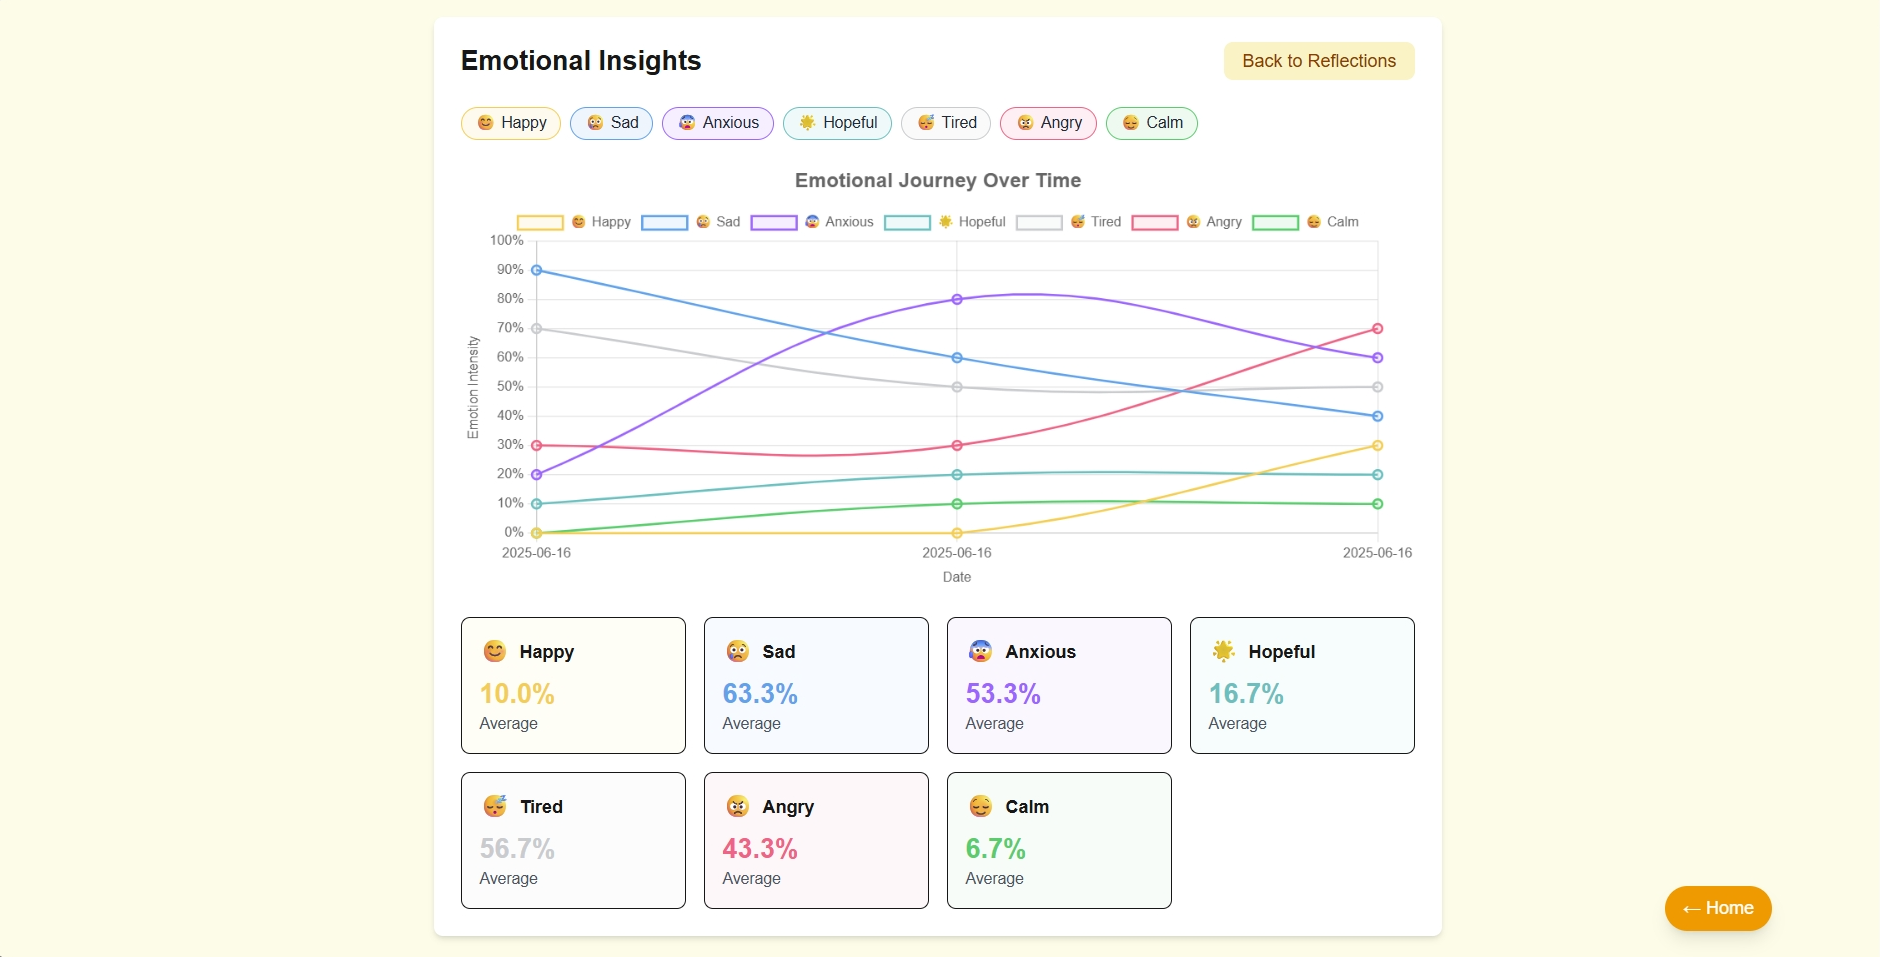 Emotional Insights
Back to Reflections
Happy
Sad
Anxious
Hopeful
Tired
Angry
Calm
Emotional Journey Over Time
Happy
Sad
Anxious
Hopeful
Tired
Angry
Calm
100%
90%
80%
70%
60%
50%
40%
30%
20%
10%
0%
Emotion Intensity
2025-06-16
2025-06-16
2025-06-16
Date
Happy
10.0%
Average
Sad
63.3%
Average
Anxious
53.3%
Average
Hopeful
16.7%
Average
Tired
56.7%
Average
Angry
43.3%
Average
Calm
6.7%
Average
← Home